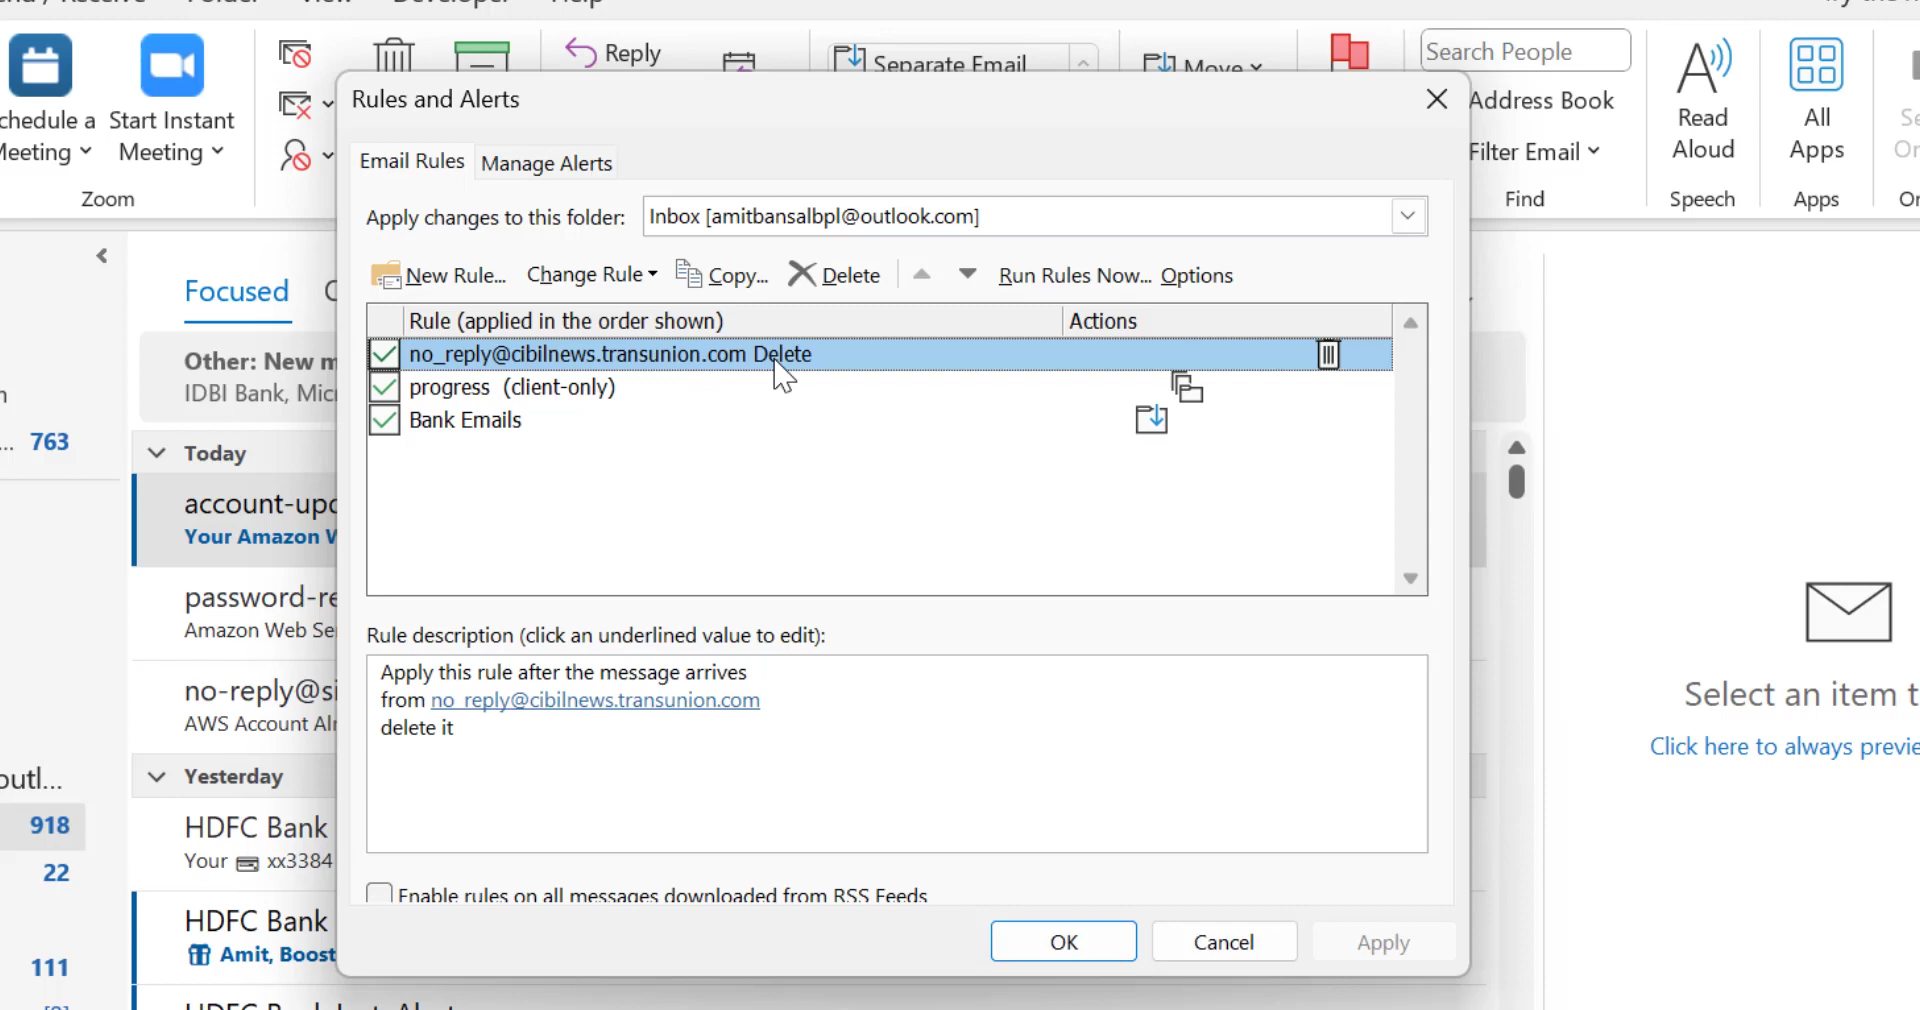 Reply
Separate Email
Move
Search People
Schedule a
Meeting
Start Instant
Meeting
Zoom
Address Book
Filter Email
Find
Read
Aloud
Speech
All
Apps
Apps
Rules and Alerts
Email Rules
Manage Alerts
Apply changes to this folder:
Inbox [amitbansalbpl@outlook.com]
New Rule...
Change Rule
Copy...
Delete
Run Rules Now...
Options
Rule (applied in the order shown)
Actions
no_reply@cibilnews.transunion.com Delete
progress (client-only)
Bank Emails
Rule description (click an underlined value to edit):
Apply this rule after the message arrives
from no_reply@cibilnews.transunion.com
delete it
Enable rules on all messages downloaded from RSS Feeds
OK
Cancel
Apply
Focused
Other: New m
IDBI Bank, Mic
... 763
Today
account-upd
Your Amazon W
password-re
Amazon Web Se
no-reply@si
AWS Account Al
Yesterday
outl...
918
22
HDFC Bank
Your xx3384
HDFC Bank
Amit, Boost
111
Select an item t
Click here to always previe